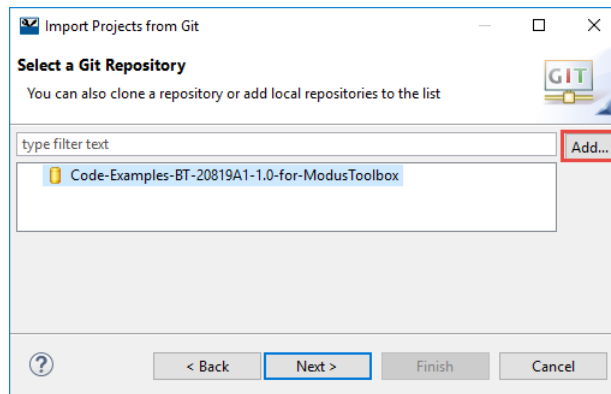 Import Projects from Git
Select a Git Repository
You can also clone a repository or add local repositories to the list
GIT
type filter text
Add...
Code-Examples-BT-20819A1-1.0-for-ModusToolbox
?
< Back
Next >
Finish
Cancel